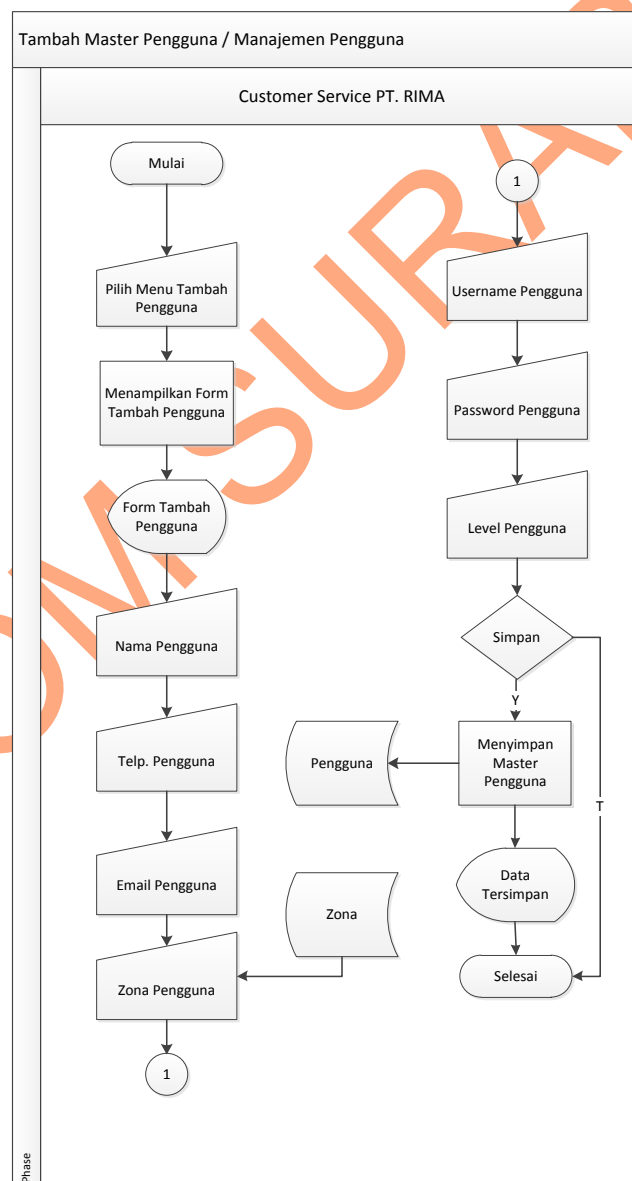 Tambah Master Pengguna / Manajemen Pengguna
Customer Service PT. RIMA
Mulai
Pilih Menu Tambah
Pengguna
Menampilkan Form
Tambah Pengguna
Form Tambah
Pengguna
Nama Pengguna
Telp. Pengguna
Email Pengguna
Zona
Zona Pengguna
1
1
Username Pengguna
Password Pengguna
Level Pengguna
Simpan
Y
T
Menyimpan
Master
Pengguna
Pengguna
Data
Tersimpan
Selesai
Phase